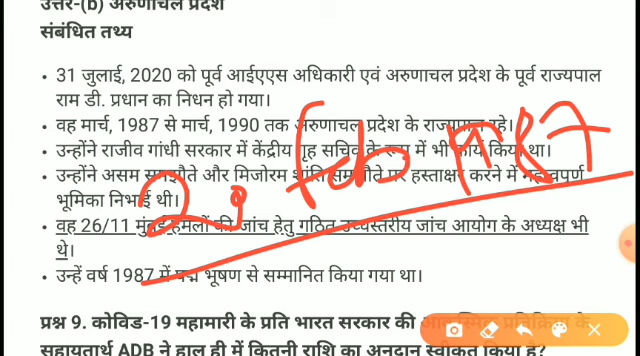 उत्तर-(b) अरुणाचल प्रदेश
संबंधित तथ्य
• 31 जुलाई, 2020 को पूर्व आईएएस अधिकारी एवं अरुणाचल प्रदेश के पूर्व राज्यपाल
राम डी. प्रधान का निधन हो गया।
• वह मार्च, 1987 से मार्च, 1990 तक अरुणाचल प्रदेश के राज्यपाल रहे।
• उन्होंने राजीव गांधी सरकार में केंद्रीय गृह सचिव के रूप में भी कार्य किया था।
• उन्होंने असम समझौते और मिजोरम शांति समझौते पर हस्ताक्षर करने में महत्वपूर्ण
भूमिका निभाई थी।
• वह 26/11 मुंबई हमलों की जांच हेतु गठित उच्चस्तरीय जांच आयोग के अध्यक्ष भी
थे।
• उन्हें वर्ष 1987 में पद्म भूषण से सम्मानित किया गया था।
20 feb 1987
प्रश्न 9. कोविड-19 महामारी के प्रति भारत सरकार की के
सहायतार्थ ADB ने हाल ही में कितनी राशि का अनुदान स्वीकृत किया है?